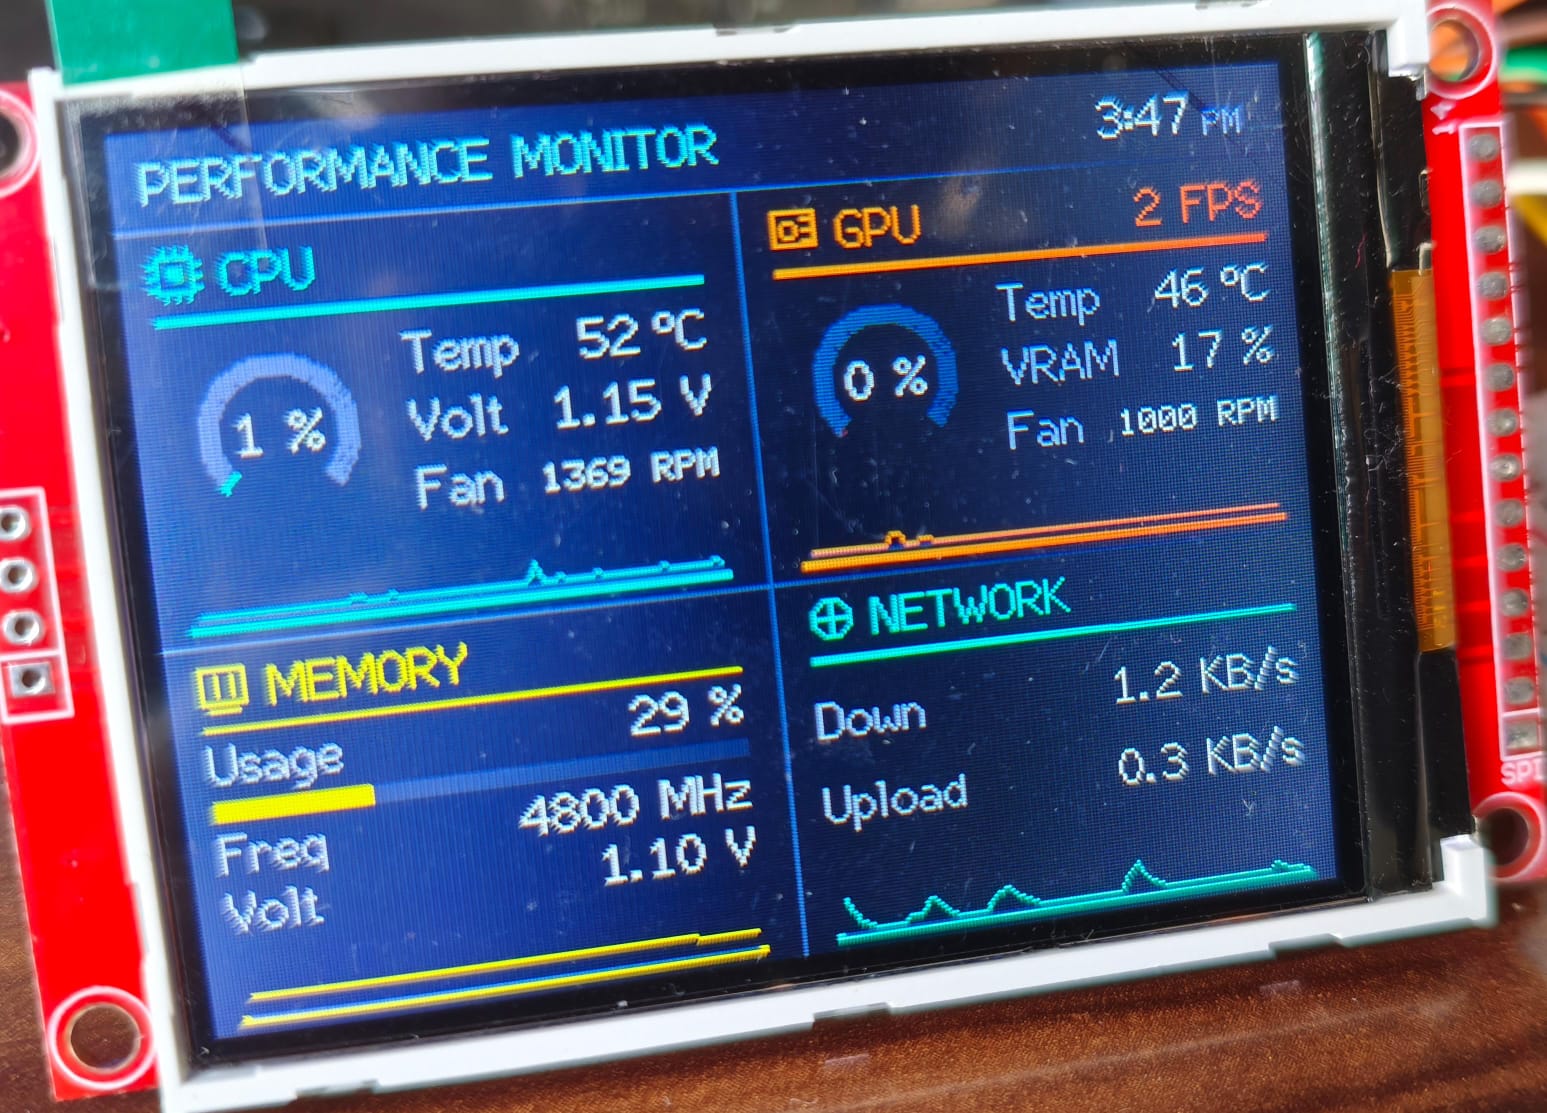 PERFORMANCE MONITOR 3:47 PM
CPU
1 %
Temp 52 °C
Volt 1.15 V
Fan 1369 RPM
GPU 2 FPS
0 %
Temp 46 °C
VRAM 17 %
Fan 1000 RPM
MEMORY
Usage 29 %
Freq 4800 MHz
Volt 1.10 V
NETWORK
Down 1.2 KB/s
Upload 0.3 KB/s
SPI